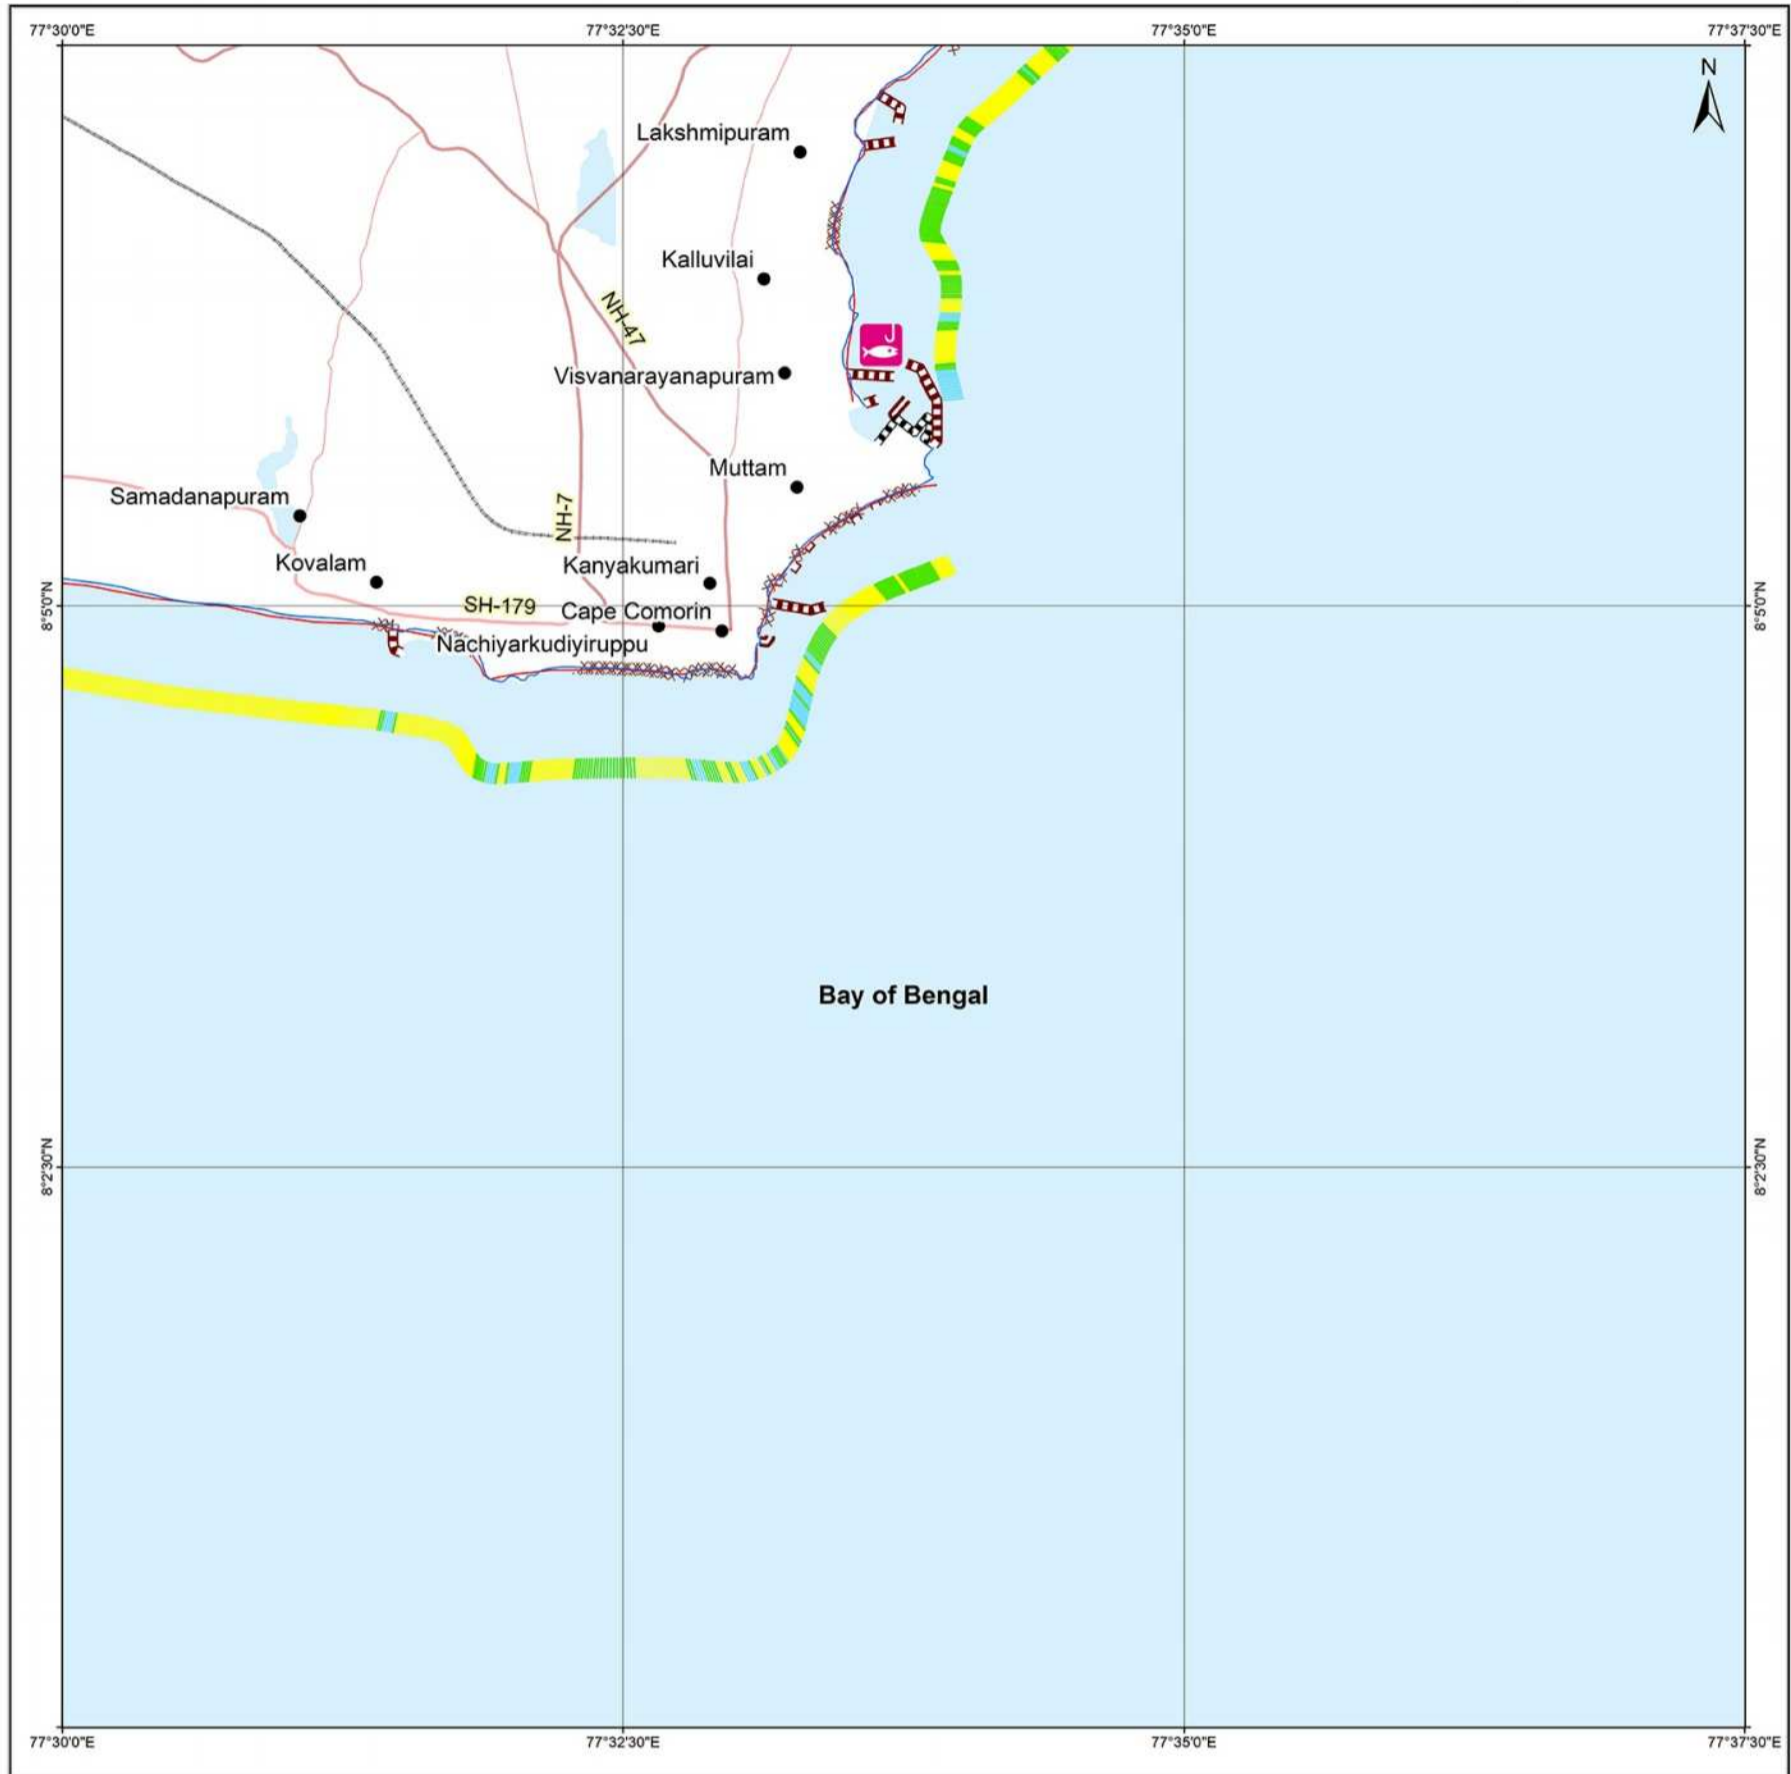 77°30'0"E
77°32'30"E
77°35'0"E
77°37'30"E
N
Lakshmipuram
Kalluvilai
NH-47
Visvanarayanapuram
Muttam
Samadanapuram
NH-7
Kovalam
Kanyakumari
8°5'0"N
SH-179
Cape Comorin
8°5'0"N
Nachiyarkudiyiruppu
Bay of Bengal
8°2'30"N
8°2'30"N
77°30'0"E
77°32'30"E
77°35'0"E
77°37'30"E